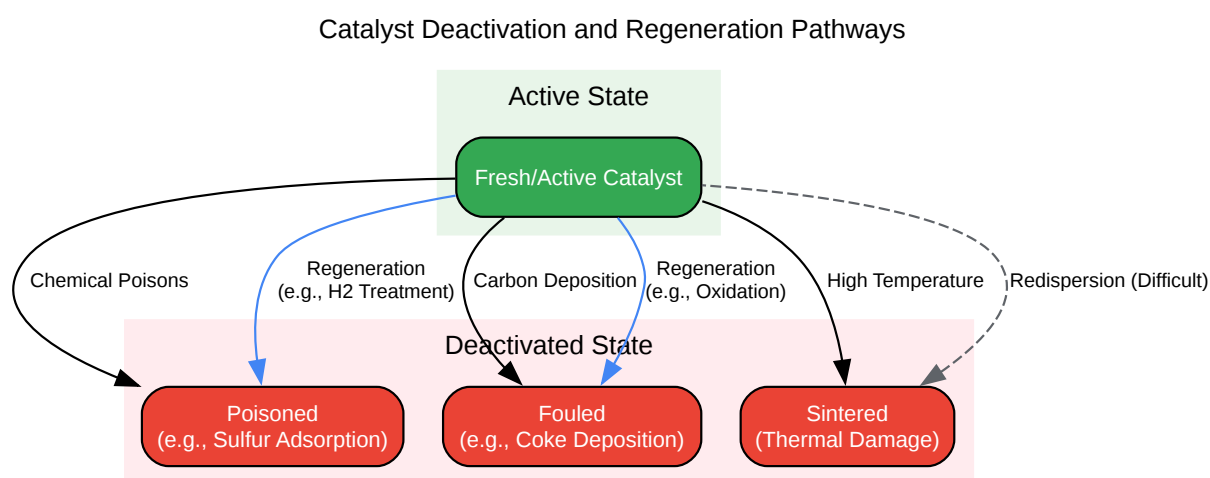 Catalyst Deactivation and Regeneration Pathways
Active State
Fresh/Active Catalyst
Chemical Poisons
Regeneration
(e.g., H2 Treatment)
Carbon Deposition
Regeneration
(e.g., Oxidation)
High Temperature
Redispersion (Difficult)
Deactivated State
Poisoned
(e.g., Sulfur Adsorption)
Fouled
(e.g., Coke Deposition)
Sintered
(Thermal Damage)